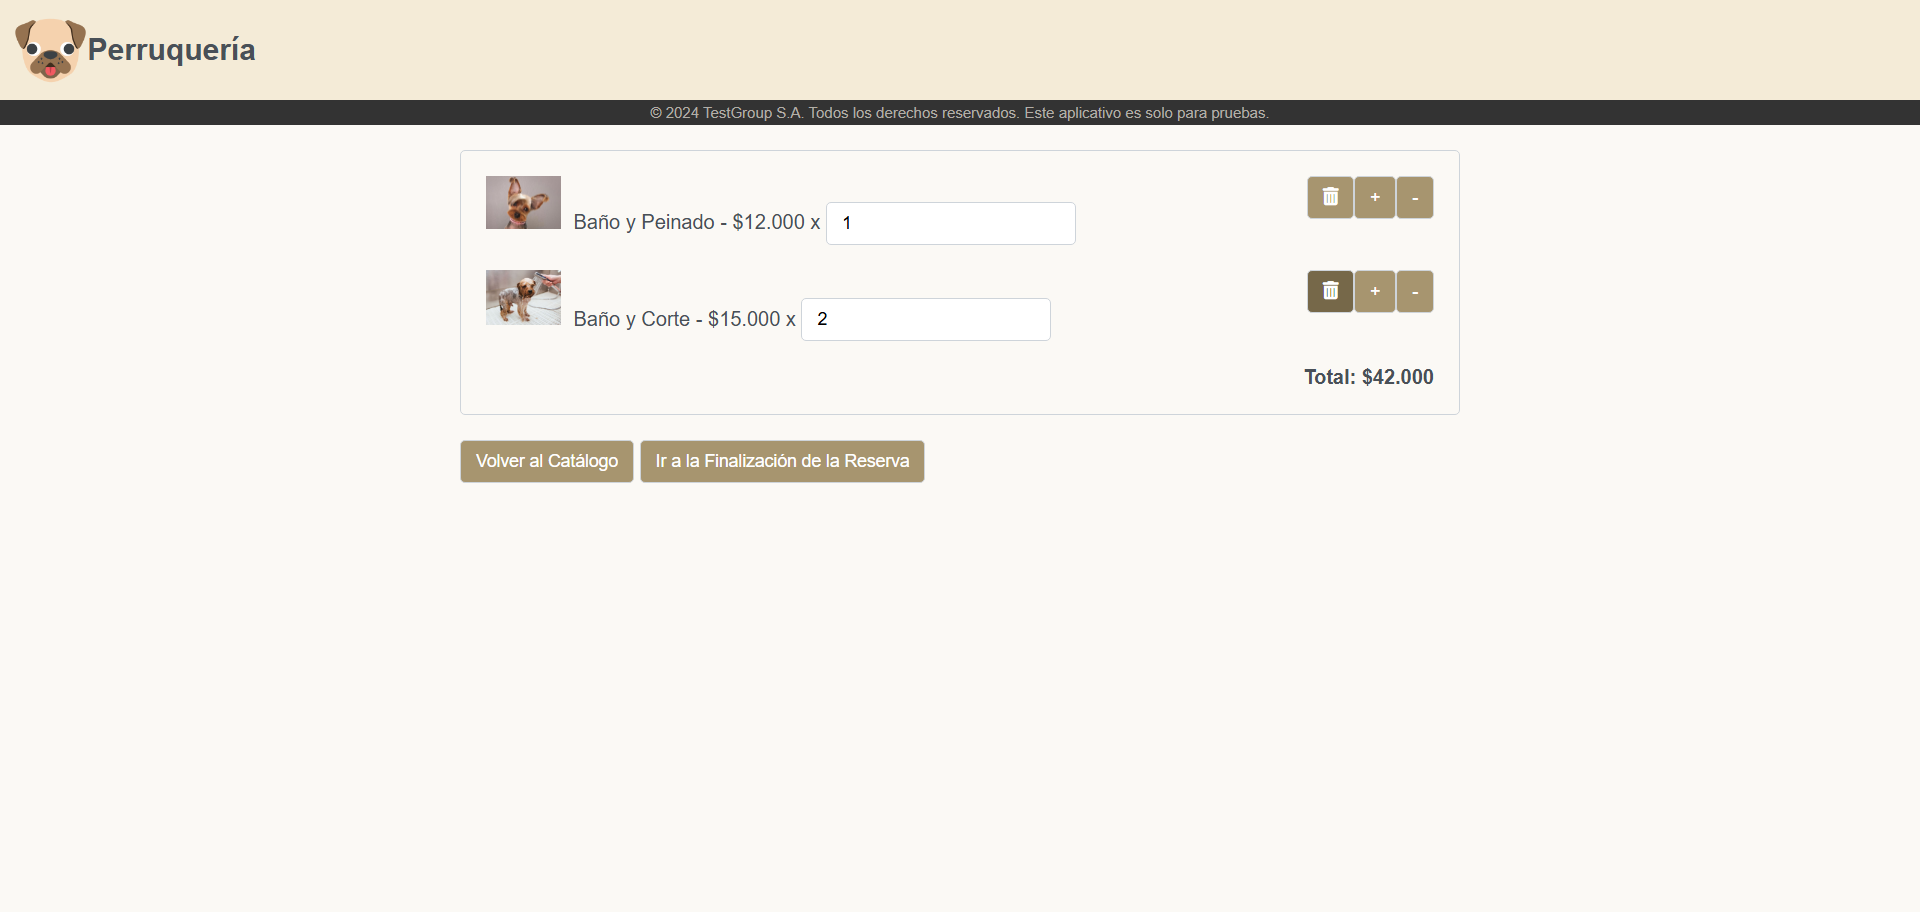 Perruquería
© 2024 TestGroup S.A. Todos los derechos reservados. Este aplicativo es solo para pruebas.
Baño y Peinado - $12.000 x 1 + -
Baño y Corte - $15.000 x 2 + -
Total: $42.000
Volver al Catálogo Ir a la Finalización de la Reserva